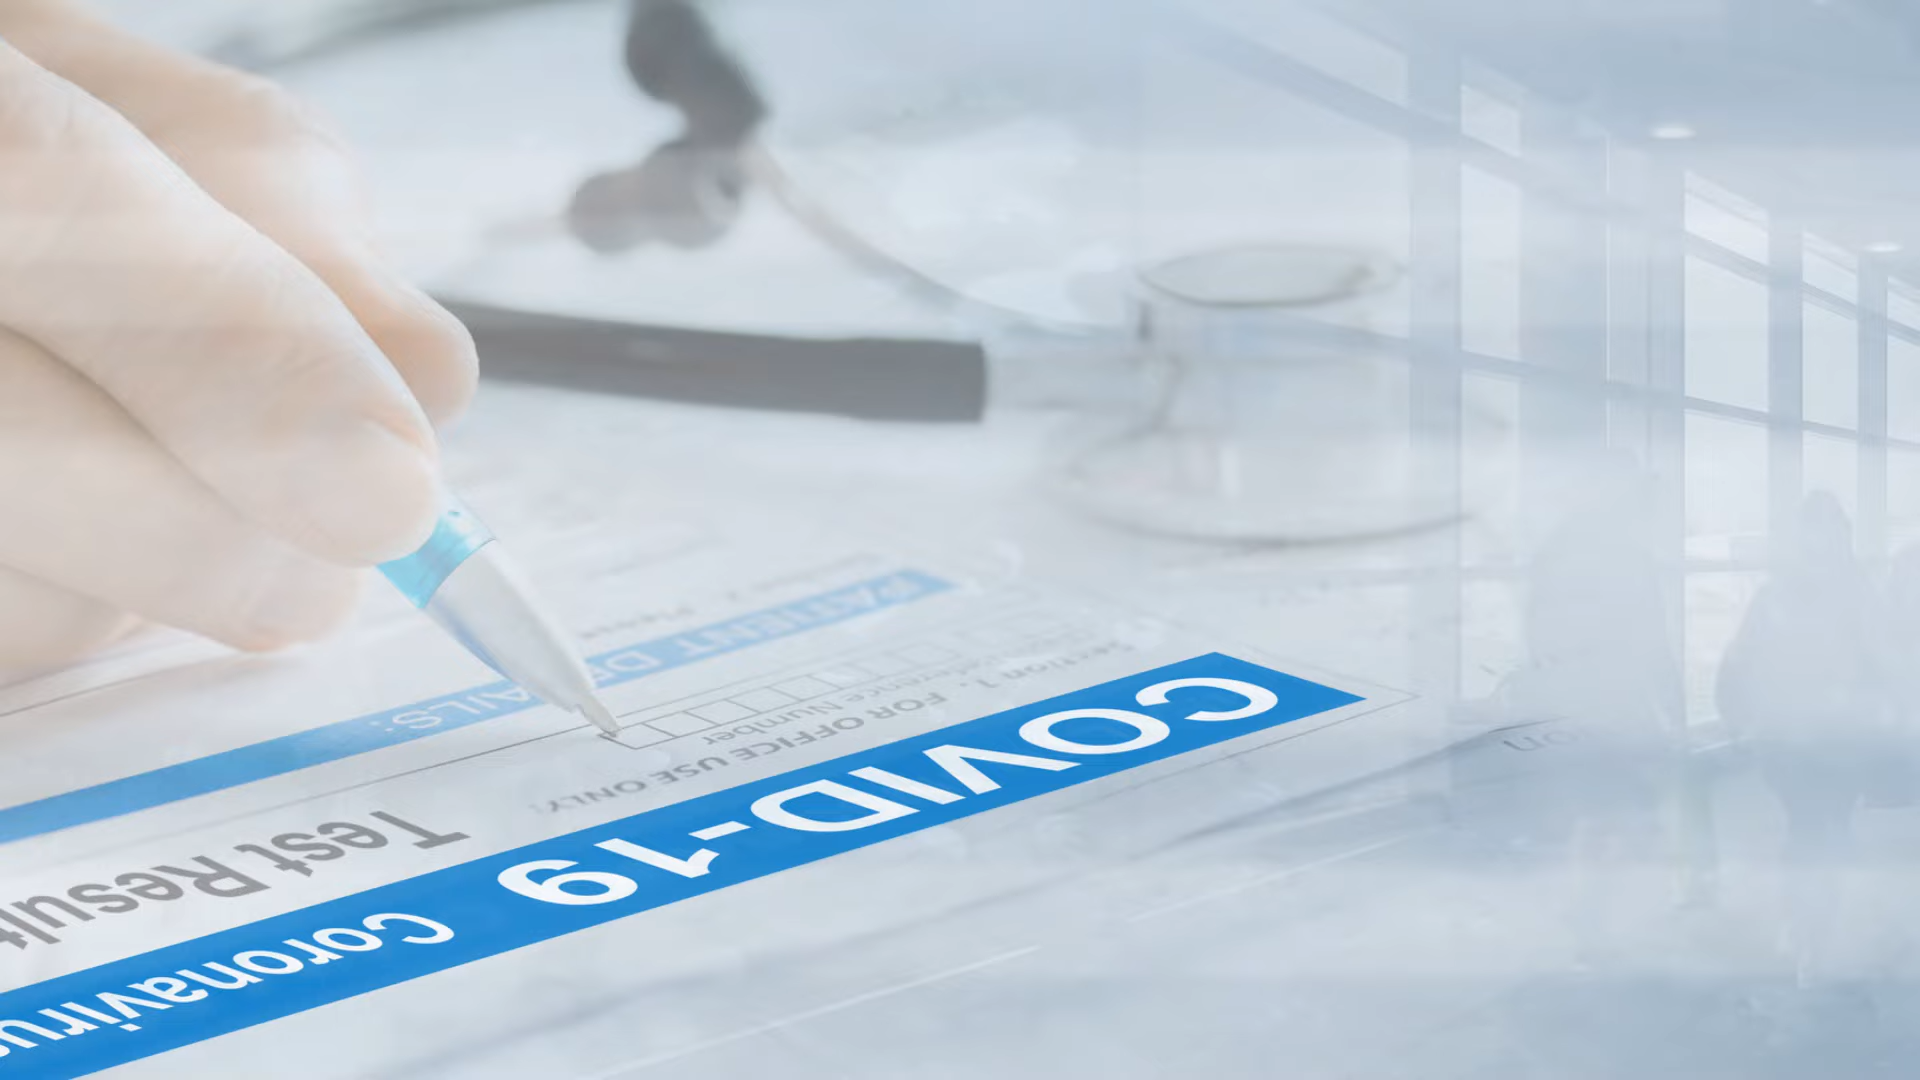 COVID-19 Coronavirus
Test Result
Section 1. FOR OFFICE USE ONLY:
Reference Number
PATIENT DETAILS: